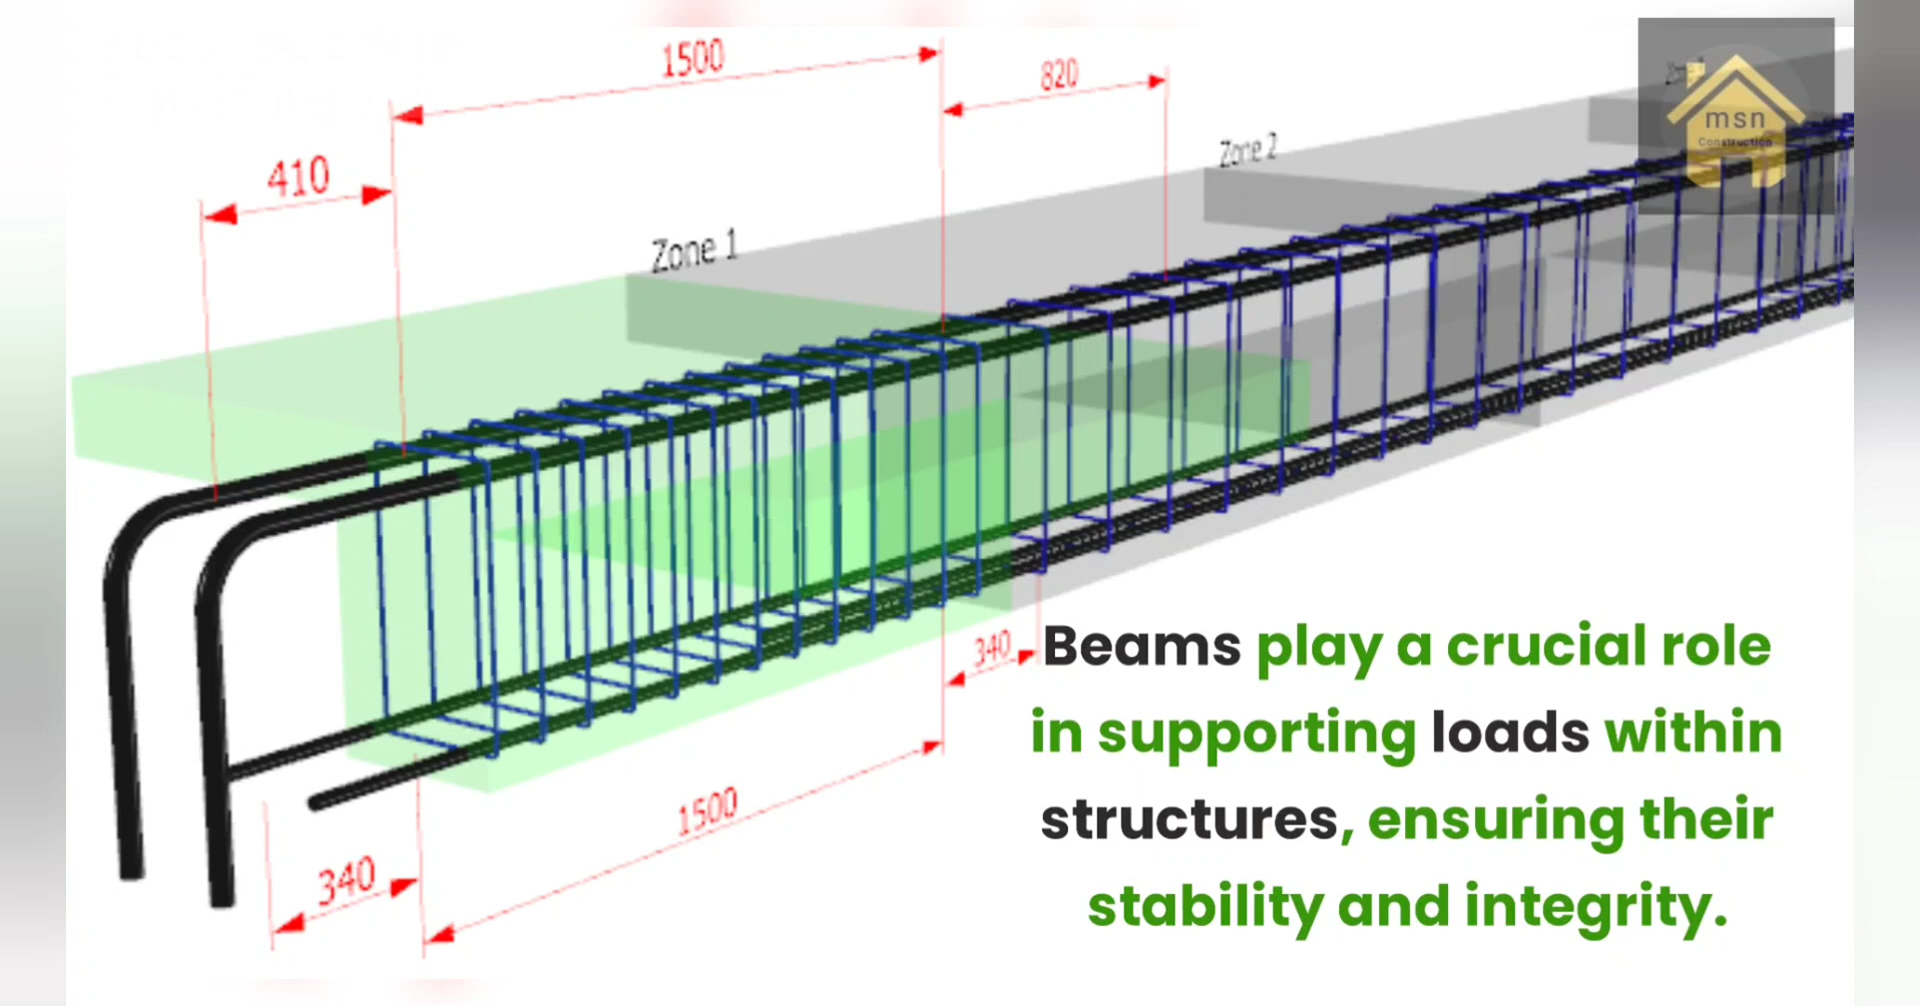 1500
820
410
Zone 2
Zone 1
msn
Construction
340
1500
340
Beams play a crucial role
in supporting loads within
structures, ensuring their
stability and integrity.